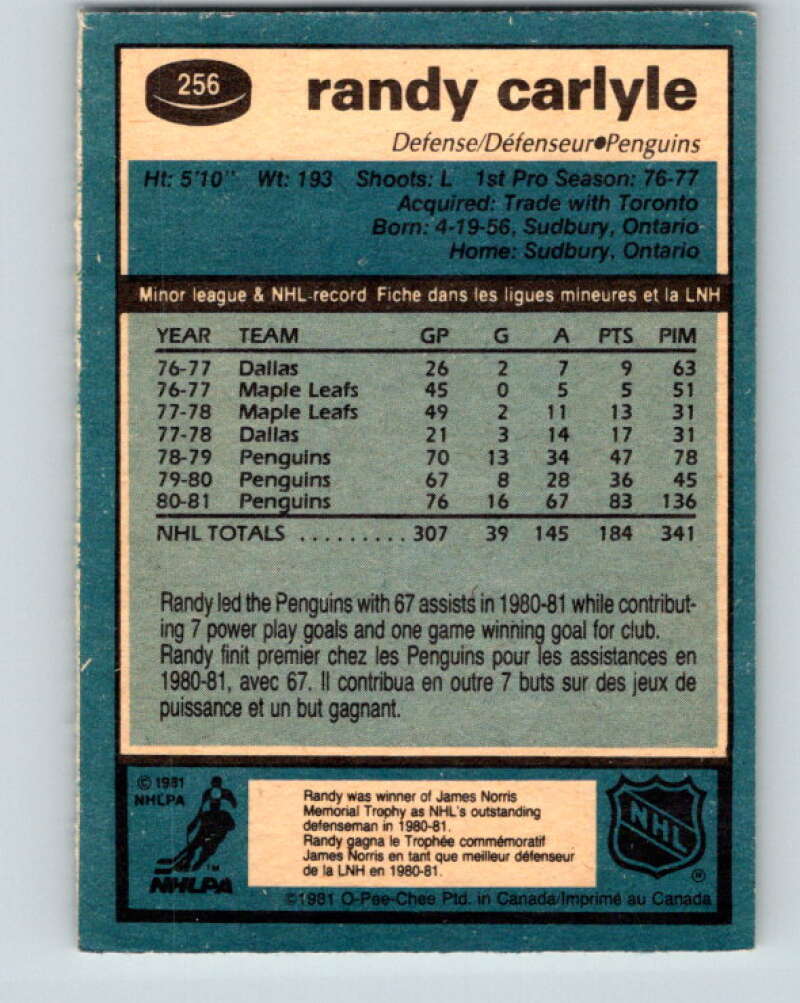 256
randy carlyle
Defense/Défenseur●Penguins
Ht: 5'10" Wt: 193 Shoots: L 1st Pro Season: 76-77
Acquired: Trade with Toronto
Born: 4-19-56, Sudbury, Ontario
Home: Sudbury, Ontario
Minor league & NHL-record Fiche dans les ligues mineures et la LNH
YEAR TEAM GP G A PTS PIM
76-77 Dallas 26 2 7 9 63
76-77 Maple Leafs 45 0 5 5 51
77-78 Maple Leafs 49 2 11 13 31
77-78 Dallas 21 3 14 17 31
78-79 Penguins 70 13 34 47 78
79-80 Penguins 67 8 28 36 45
80-81 Penguins 76 16 67 83 136
NHL TOTALS ......... 307 39 145 184 341
Randy led the Penguins with 67 assists in 1980-81 while contribut-
ing 7 power play goals and one game winning goal for club.
Randy finit premier chez les Penguins pour les assistances en
1980-81, avec 67. Il contribua en outre 7 buts sur des jeux de
puissance et un but gagnant.
© 1981
NHLPA
NHLPA
TM
Randy was winner of James Norris
Memorial Trophy as NHL's outstanding
defenseman in 1980-81.
Randy gagna le Trophée commémoratif
James Norris en tant que meilleur défenseur
de la LNH en 1980-81.
NHL
®
©1981 O-Pee-Chee Ptd. in Canada/Imprimé au Canada